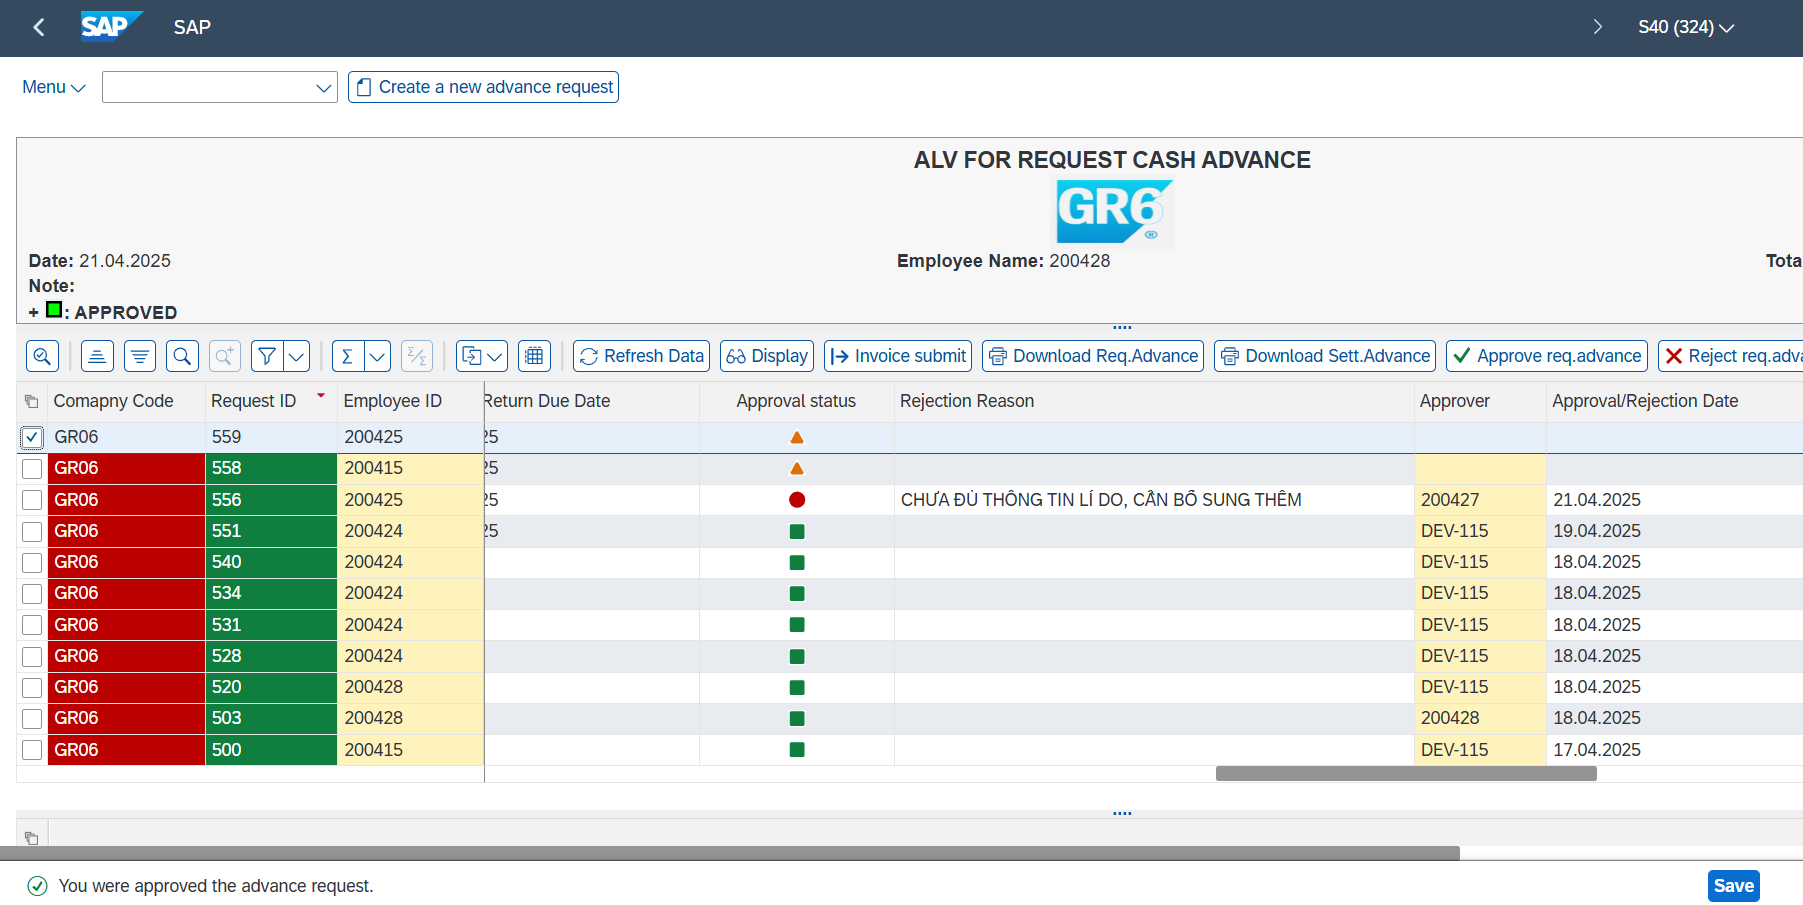 SAP SAP S40 (324)
Menu Create a new advance request
ALV FOR REQUEST CASH ADVANCE
GR6
®
Date: 21.04.2025 Employee Name: 200428 Tota
Note:
+ : APPROVED
Refresh Data Display Invoice submit Download Req.Advance Download Sett.Advance Approve req.advance Reject req.adva
Comapny Code Request ID Employee ID Return Due Date Approval status Rejection Reason Approver Approval/Rejection Date
GR06 559 200425 25
GR06 558 200415 25
GR06 556 200425 25 CHƯA ĐỦ THÔNG TIN LÍ DO, CẦN BỔ SUNG THÊM 200427 21.04.2025
GR06 551 200424 25 DEV-115 19.04.2025
GR06 540 200424 DEV-115 18.04.2025
GR06 534 200424 DEV-115 18.04.2025
GR06 531 200424 DEV-115 18.04.2025
GR06 528 200424 DEV-115 18.04.2025
GR06 520 200428 DEV-115 18.04.2025
GR06 503 200428 200428 18.04.2025
GR06 500 200415 DEV-115 17.04.2025
You were approved the advance request. Save